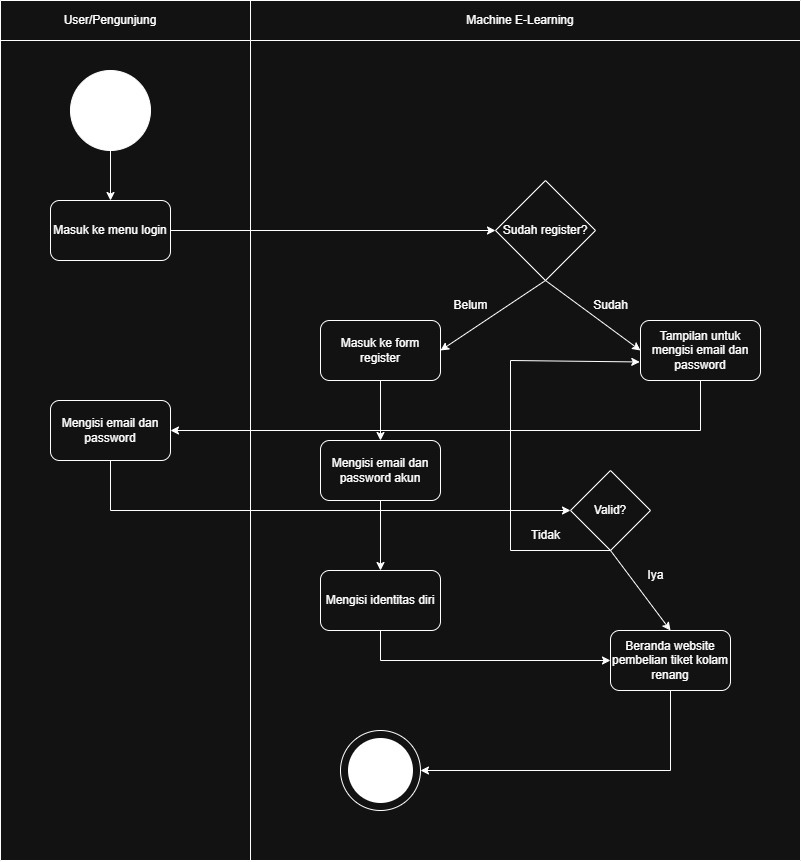 User/Pengunjung
Machine E-Learning
Masuk ke menu login
Sudah register?
Belum
Sudah
Masuk ke form
register
Tampilan untuk
mengisi email dan
password
Mengisi email dan
password
Mengisi email dan
password akun
Valid?
Tidak
Iya
Mengisi identitas diri
Beranda website
pembelian tiket kolam
renang